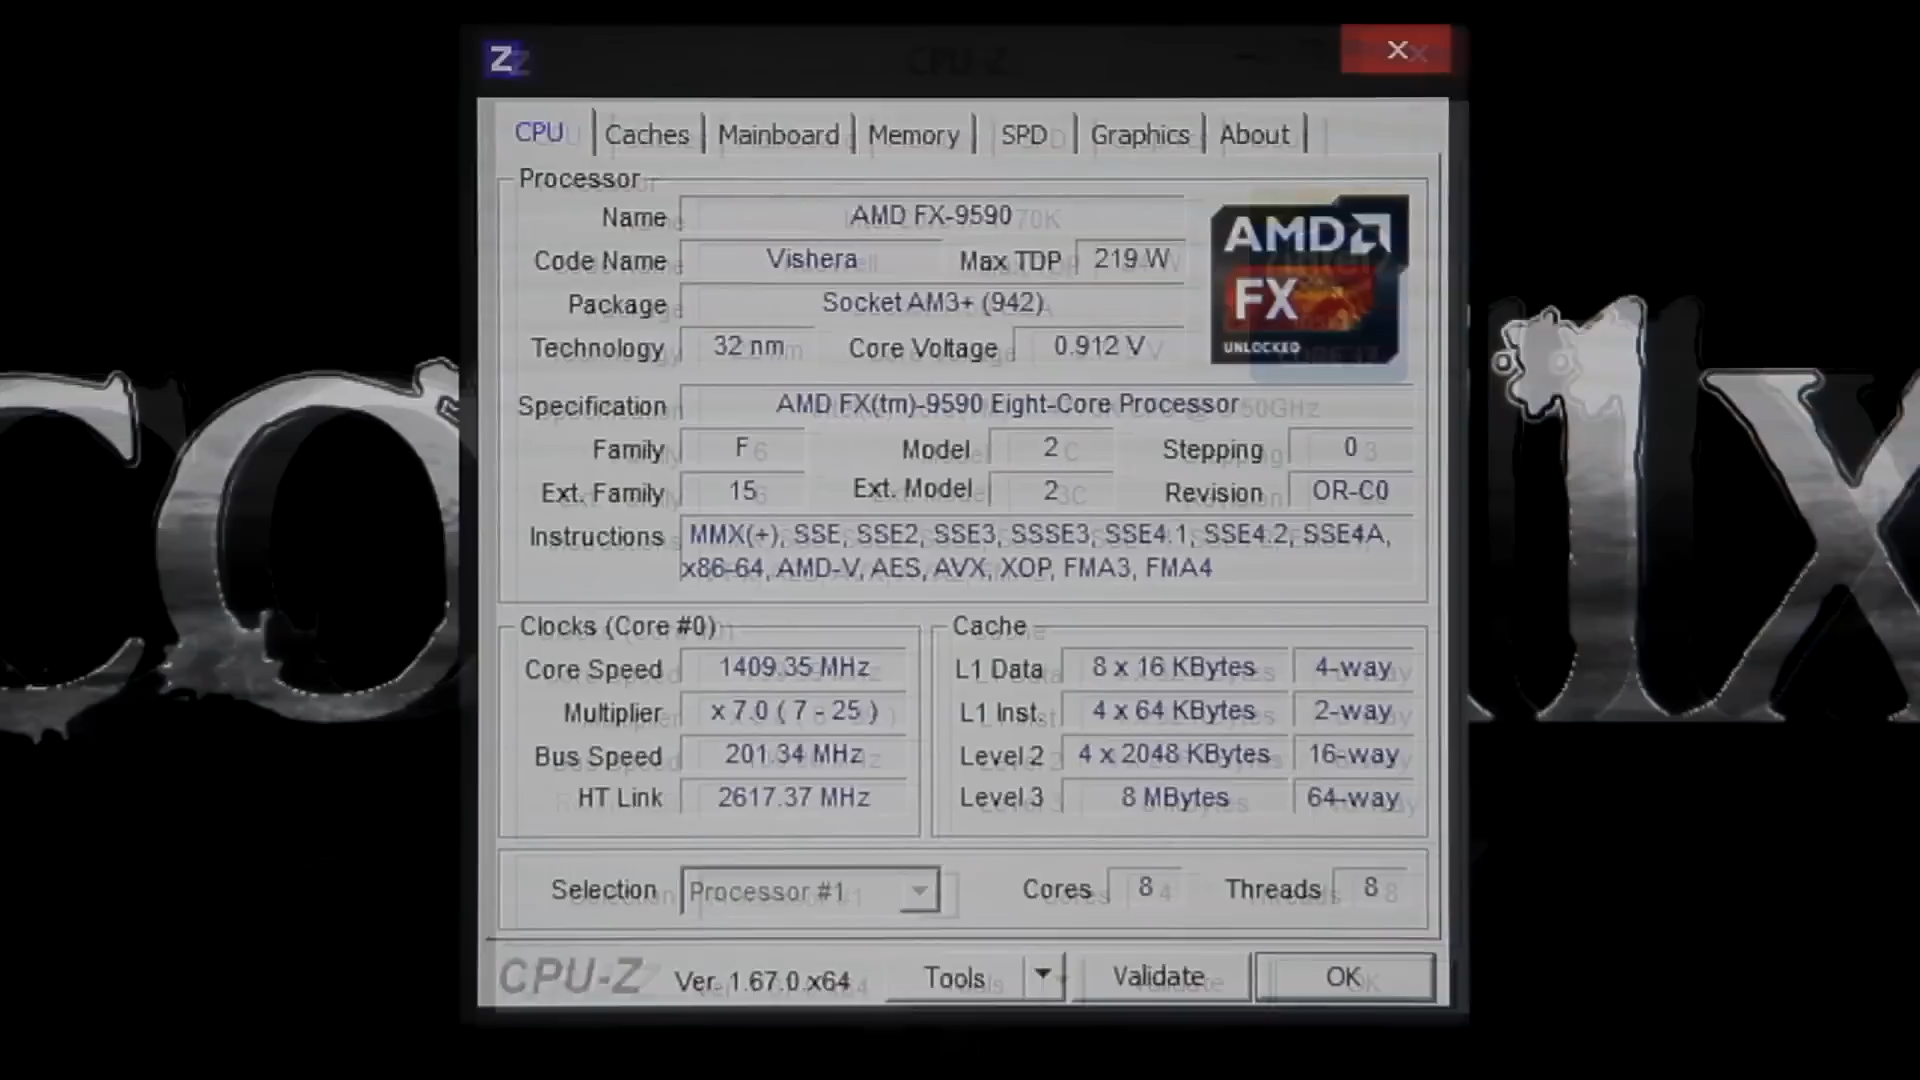 CPU-Z
CPU Caches Mainboard Memory SPD Graphics About
Processor
Name AMD FX-9590
Code Name Vishera Max TDP 219 W
Package Socket AM3+ (942)
Technology 32 nm Core Voltage 0.912 V
AMD
FX
UNLOCKED
Specification AMD FX(tm)-9590 Eight-Core Processor
Family F Model 2 Stepping 0
Ext. Family 15 Ext. Model 2 Revision OR-C0
Instructions MMX(+), SSE, SSE2, SSE3, SSSE3, SSE4.1, SSE4.2, SSE4A,
x86-64, AMD-V, AES, AVX, XOP, FMA3, FMA4
Clocks (Core #0)
Core Speed 1409.35 MHz
Multiplier x 7.0 ( 7 - 25 )
Bus Speed 201.34 MHz
HT Link 2617.37 MHz
Cache
L1 Data 8 x 16 KBytes 4-way
L1 Inst. 4 x 64 KBytes 2-way
Level 2 4 x 2048 KBytes 16-way
Level 3 8 MBytes 64-way
Selection Processor #1 Cores 8 Threads 8
CPU-Z Ver. 1.67.0.x64 Tools Validate OK